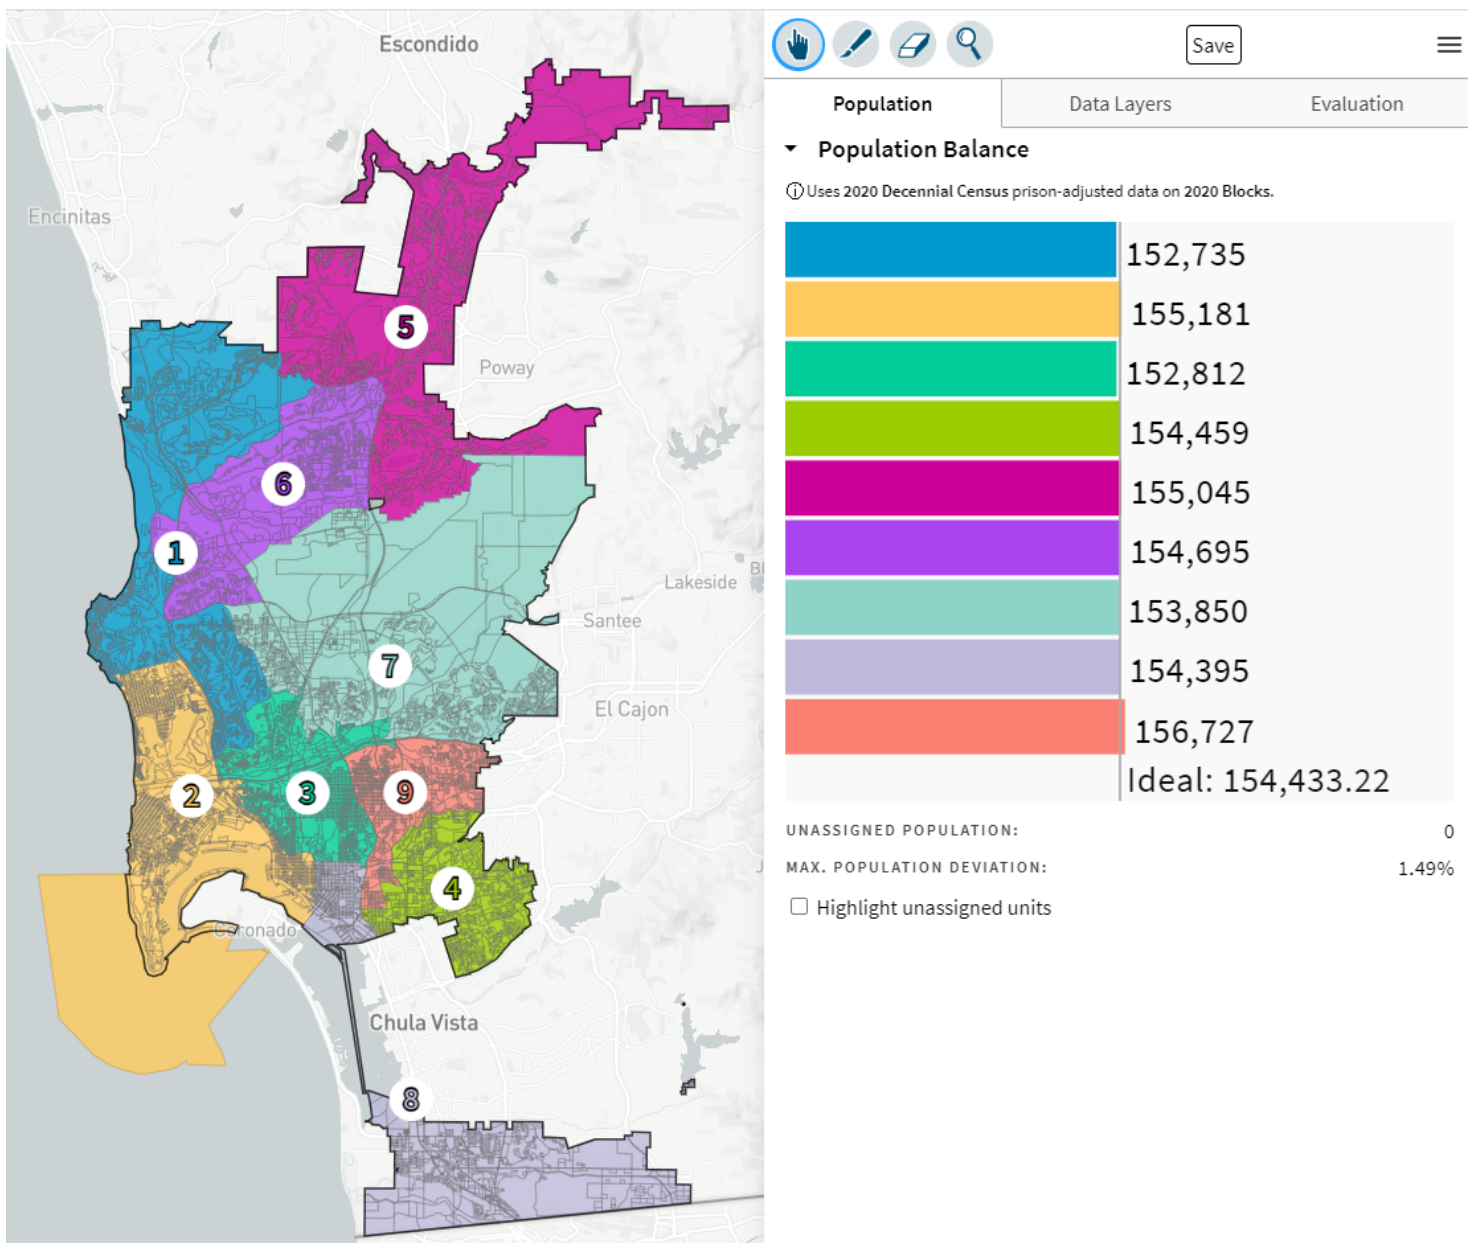 Escondido
Encinitas
5
Poway
6
1
Lakeside
Santee
7
El Cajon
2
3
9
4
Coronado
Chula Vista
8
Save
Population
Data Layers
Evaluation
Population Balance
Uses 2020 Decennial Census prison-adjusted data on 2020 Blocks.
152,735
155,181
152,812
154,459
155,045
154,695
153,850
154,395
156,727
Ideal: 154,433.22
UNASSIGNED POPULATION: 0
MAX. POPULATION DEVIATION: 1.49%
Highlight unassigned units